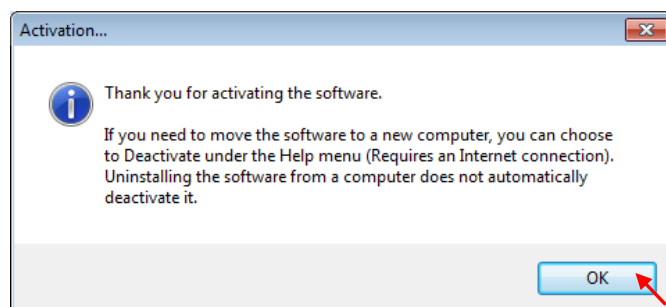 Activation...
Thank you for activating the software.
If you need to move the software to a new computer, you can choose
to Deactivate under the Help menu (Requires an Internet connection).
Uninstalling the software from a computer does not automatically
deactivate it.
OK